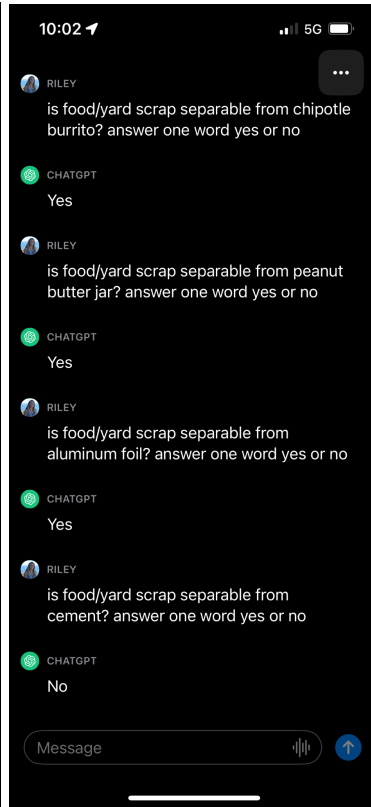 10:02
5G
RILEY
is food/yard scrap separable from chipotle
burrito? answer one word yes or no
CHATGPT
Yes
RILEY
is food/yard scrap separable from peanut
butter jar? answer one word yes or no
CHATGPT
Yes
RILEY
is food/yard scrap separable from
aluminum foil? answer one word yes or no
CHATGPT
Yes
RILEY
is food/yard scrap separable from
cement? answer one word yes or no
CHATGPT
No
Message